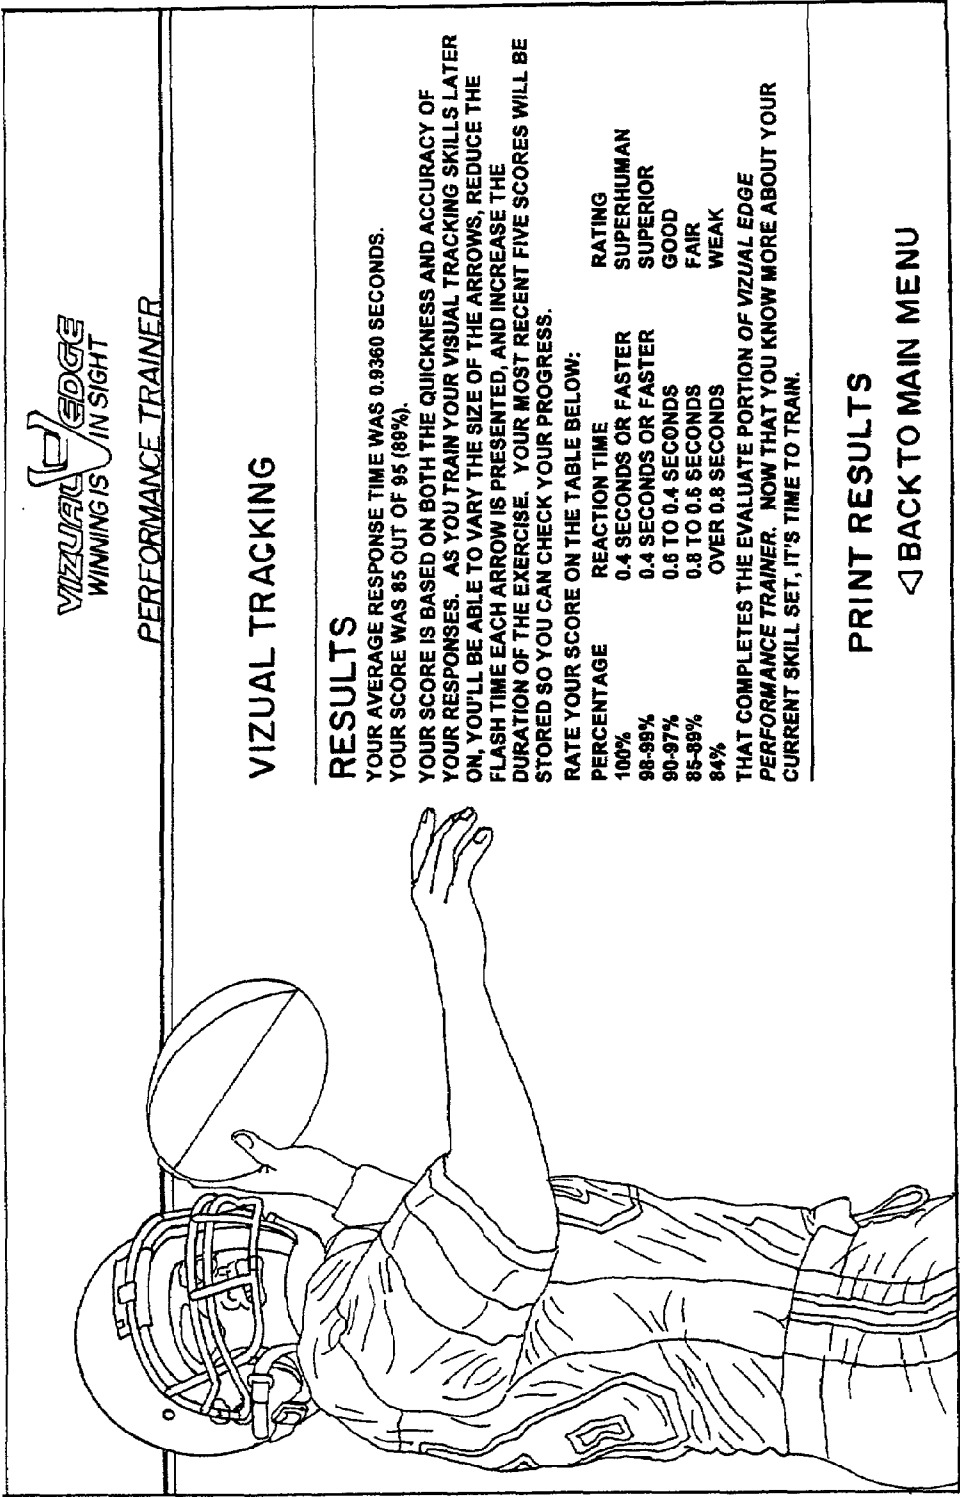 VIZUAL EDGE
WINNING IS IN SIGHT
PERFORMANCE TRAINER
VIZUAL TRACKING
RESULTS
YOUR AVERAGE RESPONSE TIME WAS 0.9360 SECONDS.
YOUR SCORE WAS 85 OUT OF 95 (89%).
YOUR SCORE IS BASED ON BOTH THE QUICKNESS AND ACCURACY OF
YOUR RESPONSES. AS YOU TRAIN YOUR VISUAL TRACKING SKILLS LATER
ON, YOU'LL BE ABLE TO VARY THE SIZE OF THE ARROWS, REDUCE THE
FLASH TIME EACH ARROW IS PRESENTED, AND INCREASE THE
DURATION OF THE EXERCISE. YOUR MOST RECENT FIVE SCORES WILL BE
STORED SO YOU CAN CHECK YOUR PROGRESS.
RATE YOUR SCORE ON THE TABLE BELOW:
PERCENTAGE REACTION TIME RATING
100% 0.4 SECONDS OR FASTER SUPERHUMAN
98-99% 0.4 SECONDS OR FASTER SUPERIOR
90-97% 0.6 TO 0.4 SECONDS GOOD
85-89% 0.8 TO 0.6 SECONDS FAIR
84% OVER 0.8 SECONDS WEAK
THAT COMPLETES THE EVALUATE PORTION OF VIZUAL EDGE
PERFORMANCE TRAINER. NOW THAT YOU KNOW MORE ABOUT YOUR
CURRENT SKILL SET, IT'S TIME TO TRAIN.
PRINT RESULTS
◁ BACK TO MAIN MENU